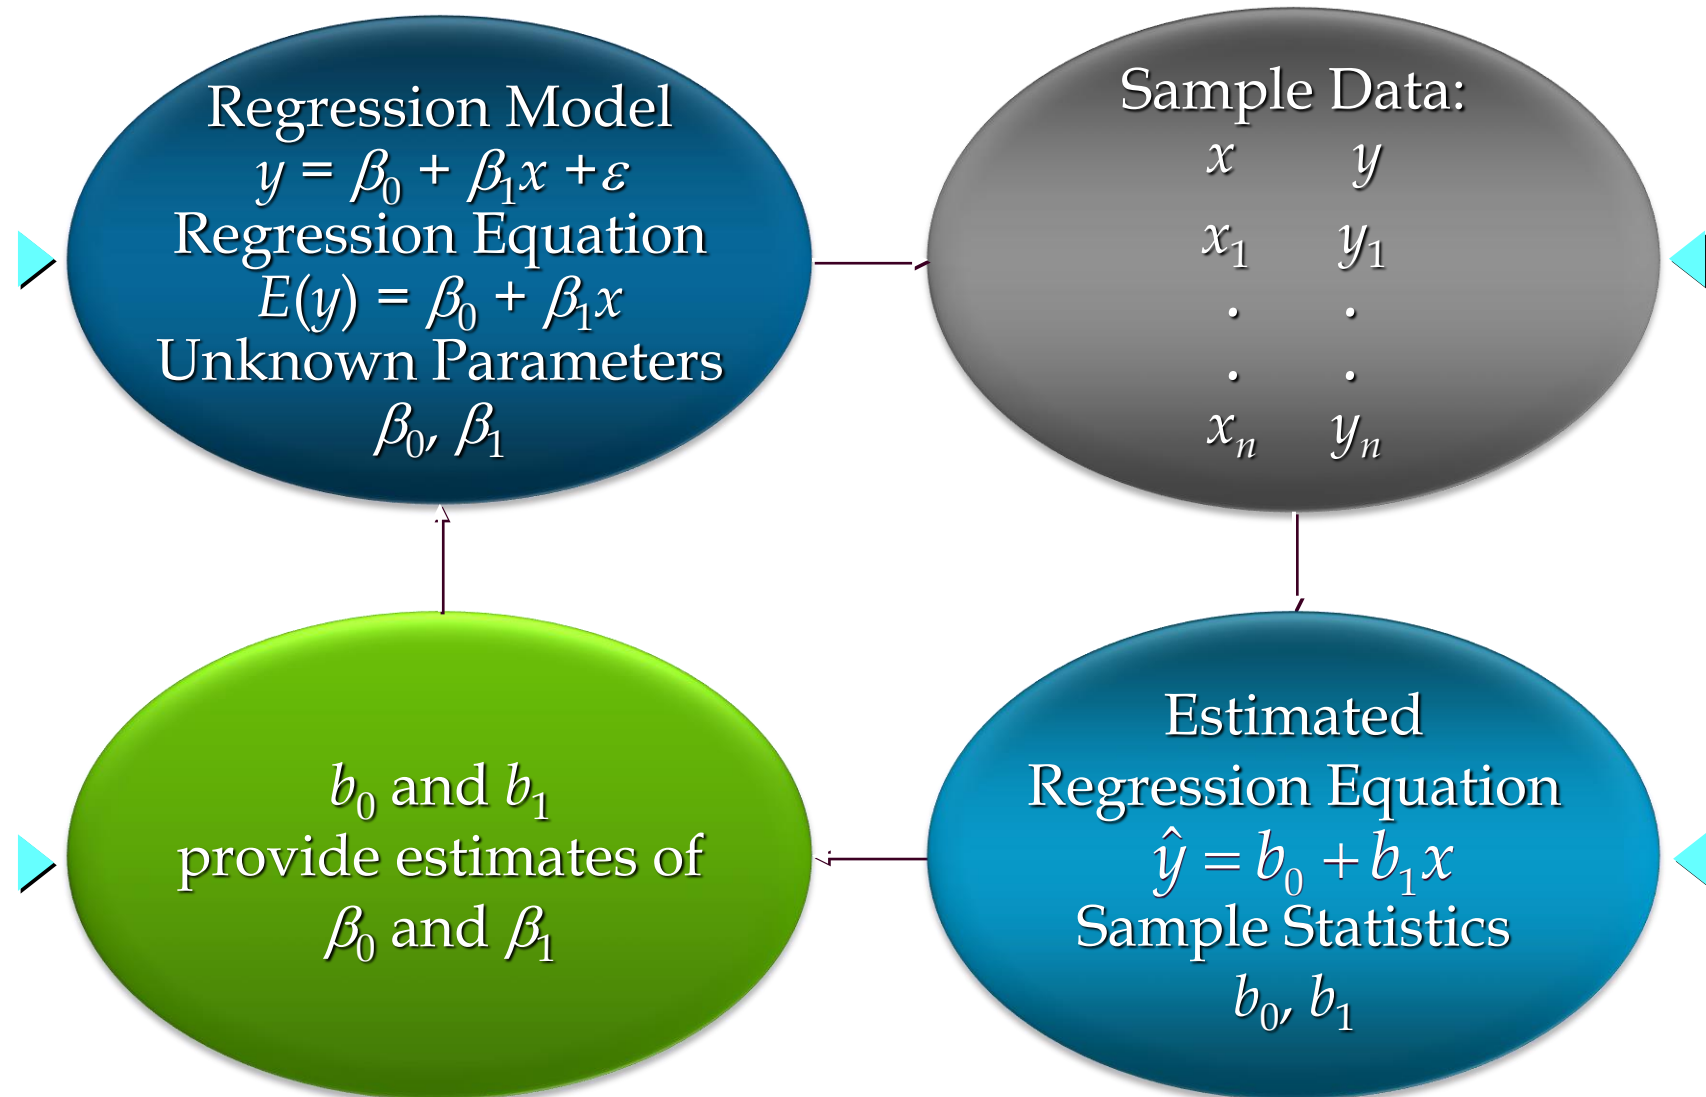 Regression Model
y = β₀ + β₁x + ε
Regression Equation
E(y) = β₀ + β₁x
Unknown Parameters
β₀, β₁
Sample Data:
x y
x₁ y₁
. .
. .
xₙ yₙ
b₀ and b₁
provide estimates of
β₀ and β₁
Estimated
Regression Equation
ŷ = b₀ + b₁x
Sample Statistics
b₀, b₁